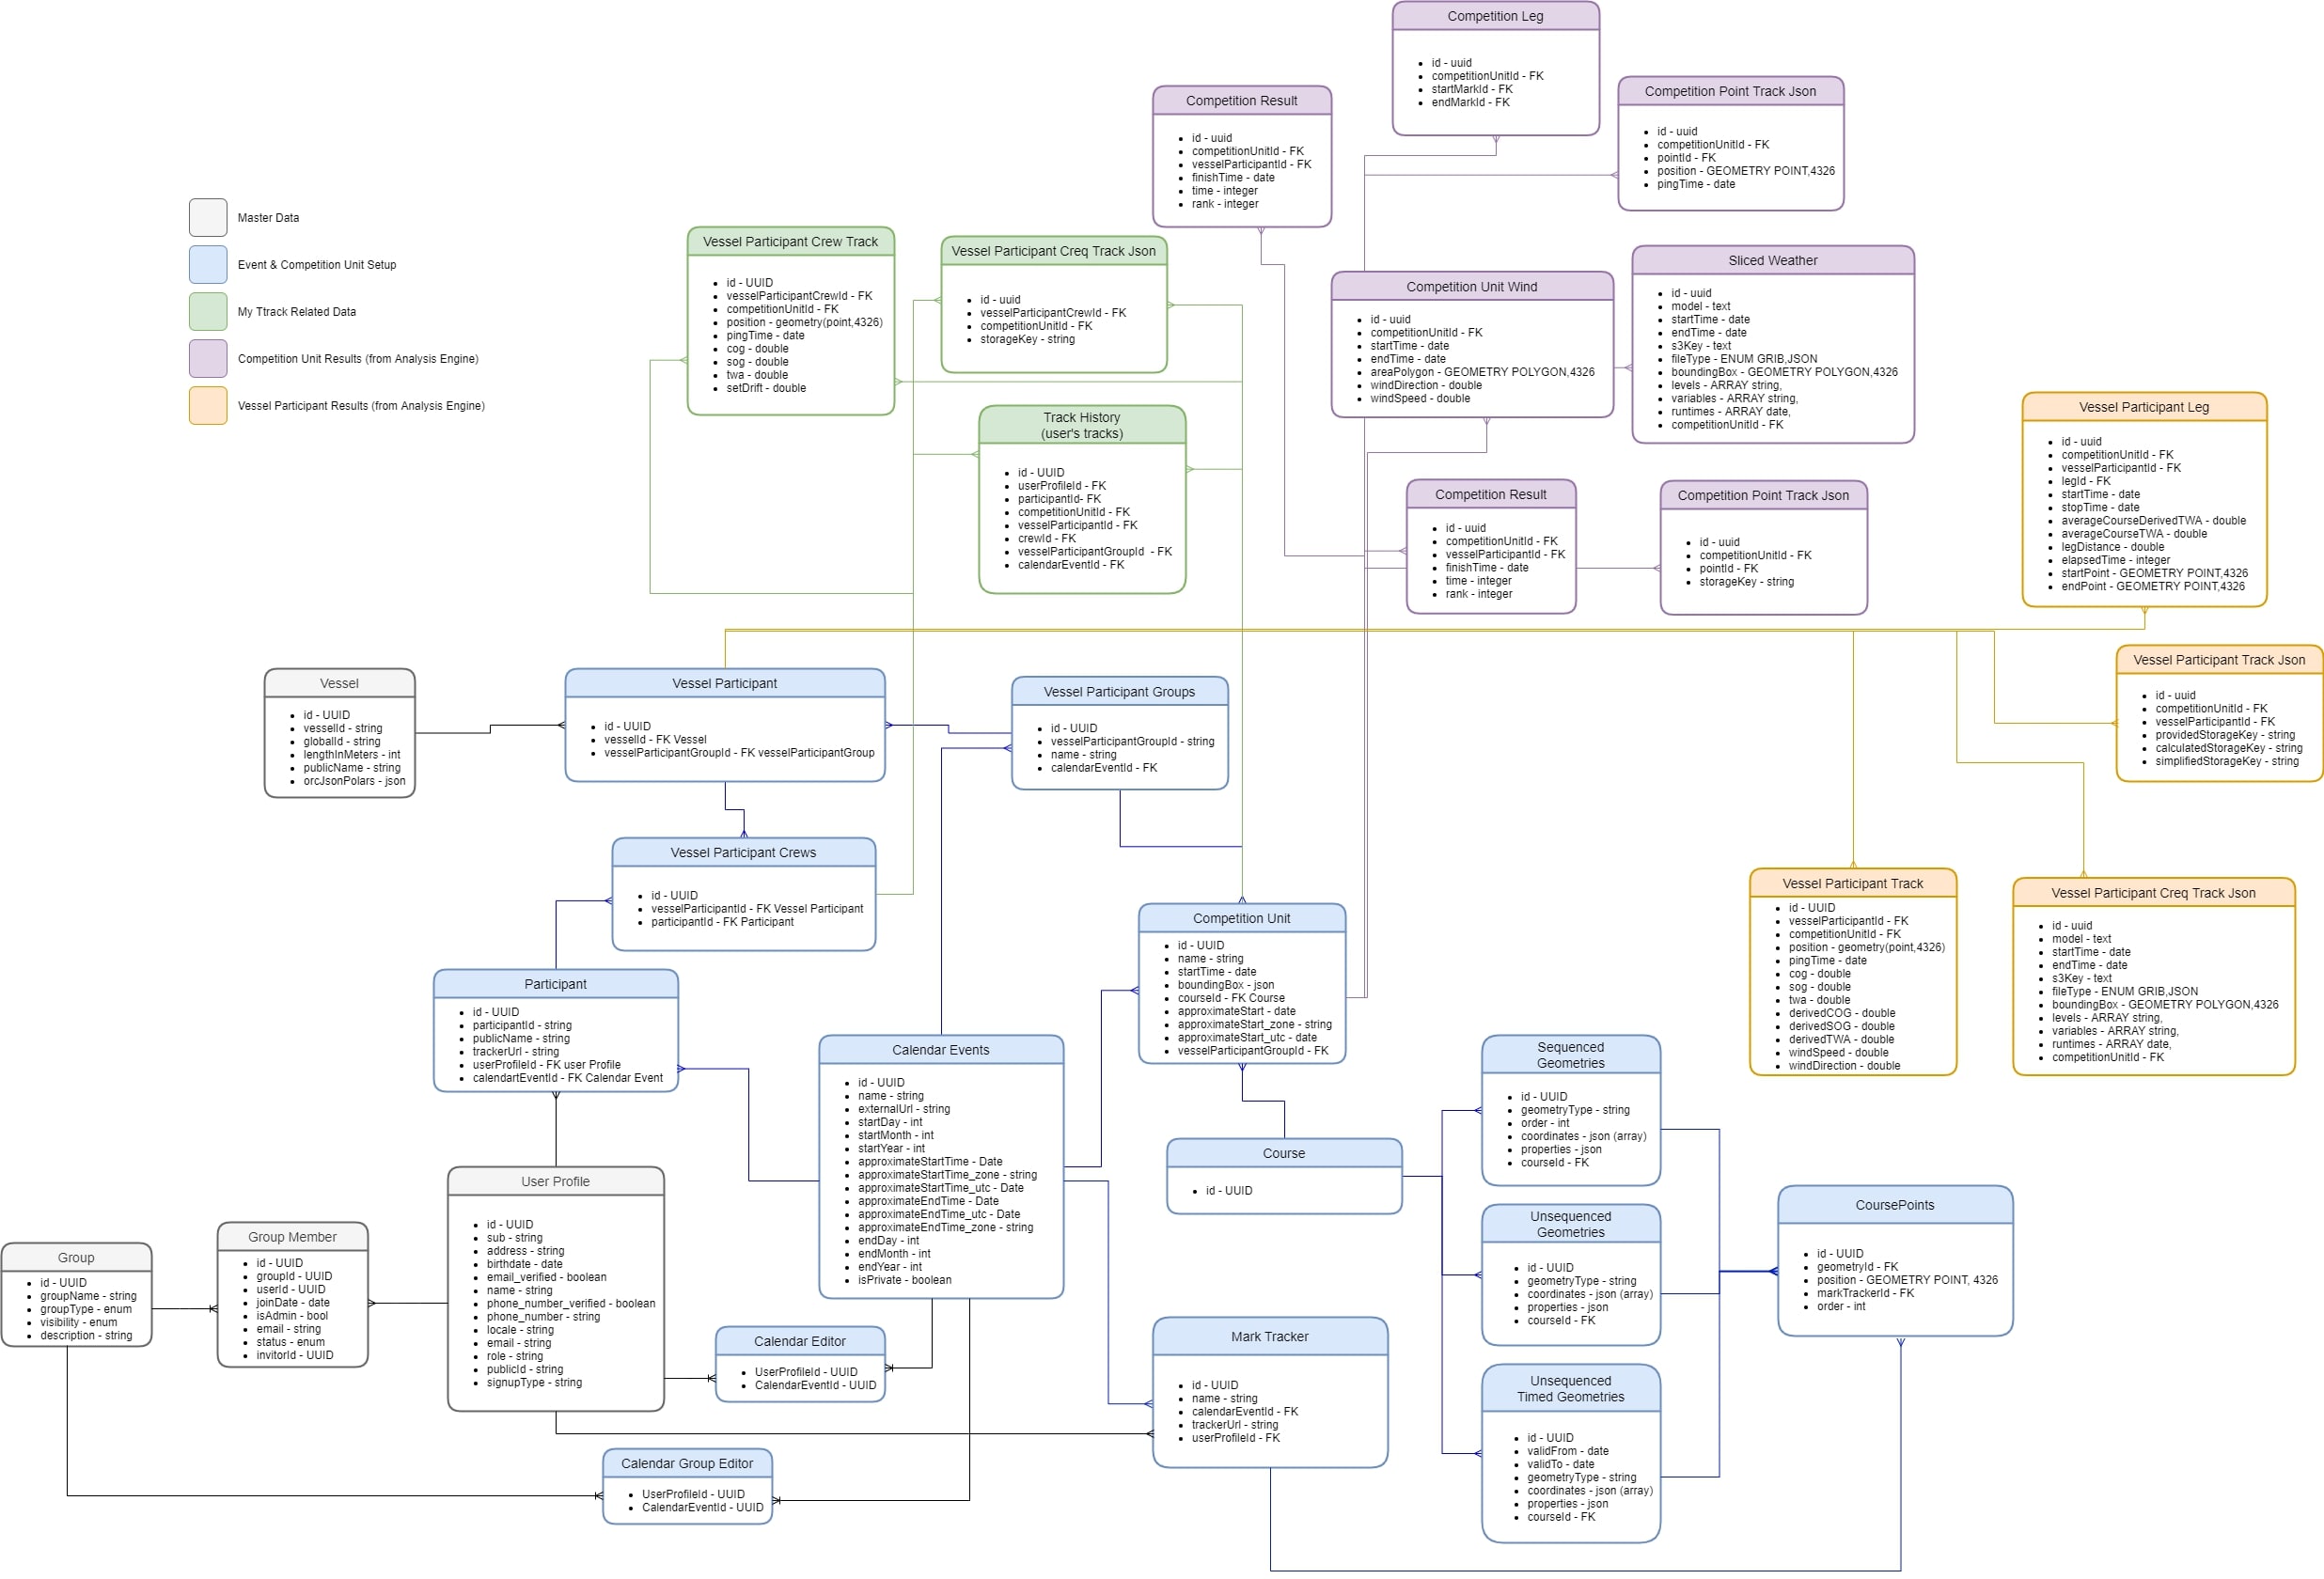 Master Data
Event & Competition Unit Setup
My Ttrack Related Data
Competition Unit Results (from Analysis Engine)
Vessel Participant Results (from Analysis Engine)
Competition Leg
id - uuid
competitionUnitId - FK
startMarkId - FK
endMarkId - FK
Competition Point Track Json
id - uuid
competitionUnitId - FK
pointId - FK
position - GEOMETRY POINT,4326
pingTime - date
Competition Result
id - uuid
competitionUnitId - FK
vesselParticipantId - FK
finishTime - date
time - integer
rank - integer
Vessel Participant Crew Track
id - UUID
vesselParticipantCrewId - FK
competitionUnitId - FK
position - geometry(point,4326)
pingTime - date
cog - double
sog - double
twa - double
setDrift - double
Vessel Participant Creq Track Json
id - uuid
vesselParticipantCrewId - FK
competitionUnitId - FK
storageKey - string
Competition Unit Wind
id - uuid
competitionUnitId - FK
startTime - date
endTime - date
areaPolygon - GEOMETRY POLYGON,4326
windDirection - double
windSpeed - double
Sliced Weather
id - uuid
model - text
startTime - date
endTime - date
s3Key - text
fileType - ENUM GRIB,JSON
boundingBox - GEOMETRY POLYGON,4326
levels - ARRAY string,
variables - ARRAY string,
runtimes - ARRAY date,
competitionUnitId - FK
Track History
(user's tracks)
id - UUID
userProfileId - FK
participantId- FK
competitionUnitId - FK
vesselParticipantId - FK
crewId - FK
vesselParticipantGroupId  - FK
calendarEventId - FK
Competition Result
id - uuid
competitionUnitId - FK
vesselParticipantId - FK
finishTime - date
time - integer
rank - integer
Competition Point Track Json
id - uuid
competitionUnitId - FK
pointId - FK
storageKey - string
Vessel Participant Leg
id - uuid
competitionUnitId - FK
vesselParticipantId - FK
legId - FK
startTime - date
stopTime - date
averageCourseDerivedTWA - double
averageCourseTWA - double
legDistance - double
elapsedTime - integer
startPoint - GEOMETRY POINT,4326
endPoint - GEOMETRY POINT,4326
Vessel
id - UUID
vesselId - string
globalId - string
lengthInMeters - int
publicName - string
orcJsonPolars - json
Vessel Participant
id - UUID
vesselId - FK Vessel
vesselParticipantGroupId - FK vesselParticipantGroup
Vessel Participant Groups
id - UUID
vesselParticipantGroupId - string
name - string
calendarEventId - FK
Vessel Participant Track Json
id - uuid
competitionUnitId - FK
vesselParticipantId - FK
providedStorageKey - string
calculatedStorageKey - string
simplifiedStorageKey - string
Vessel Participant Crews
id - UUID
vesselParticipantId - FK Vessel Participant
participantId - FK Participant
Competition Unit
id - UUID
name - string
startTime - date
boundingBox - json
courseId - FK Course
approximateStart - date
approximateStart_zone - string
approximateStart_utc - date
vesselParticipantGroupId - FK
Vessel Participant Track
id - UUID
vesselParticipantId - FK
competitionUnitId - FK
position - geometry(point,4326)
pingTime - date
cog - double
sog - double
twa - double
derivedCOG - double
derivedSOG - double
derivedTWA - double
windSpeed - double
windDirection - double
Vessel Participant Creq Track Json
id - uuid
model - text
startTime - date
endTime - date
s3Key - text
fileType - ENUM GRIB,JSON
boundingBox - GEOMETRY POLYGON,4326
levels - ARRAY string,
variables - ARRAY string,
runtimes - ARRAY date,
competitionUnitId - FK
Participant
id - UUID
participantId - string
publicName - string
trackerUrl - string
userProfileId - FK user Profile
calendartEventId - FK Calendar Event
Calendar Events
id - UUID
name - string
externalUrl - string
startDay - int
startMonth - int
startYear - int
approximateStartTime - Date
approximateStartTime_zone - string
approximateStartTime_utc - Date
approximateEndTime - Date
approximateEndTime_utc - Date
approximateEndTime_zone - string
endDay - int
endMonth - int
endYear - int
isPrivate - boolean
Course
id - UUID
Sequenced
Geometries
id - UUID
geometryType - string
order - int
coordinates - json (array)
properties - json
courseId - FK
Unsequenced
Geometries
id - UUID
geometryType - string
coordinates - json (array)
properties - json
courseId - FK
Unsequenced
Timed Geometries
id - UUID
validFrom - date
validTo - date
geometryType - string
coordinates - json (array)
properties - json
courseId - FK
CoursePoints
id - UUID
geometryId - FK
position - GEOMETRY POINT, 4326
markTrackerId - FK
order - int
Group
id - UUID
groupName - string
groupType - enum
visibility - enum
description - string
Group Member
id - UUID
groupId - UUID
userId - UUID
joinDate - date
isAdmin - bool
email - string
status - enum
invitorId - UUID
User Profile
id - UUID
sub - string
address - string
birthdate - date
email_verified - boolean
name - string
phone_number_verified - boolean
phone_number - string
locale - string
email - string
role - string
publicId - string
signupType - string
Calendar Editor
UserProfileId - UUID
CalendarEventId - UUID
Calendar Group Editor
UserProfileId - UUID
CalendarEventId - UUID
Mark Tracker
id - UUID
name - string
calendarEventId - FK
trackerUrl - string
userProfileId - FK